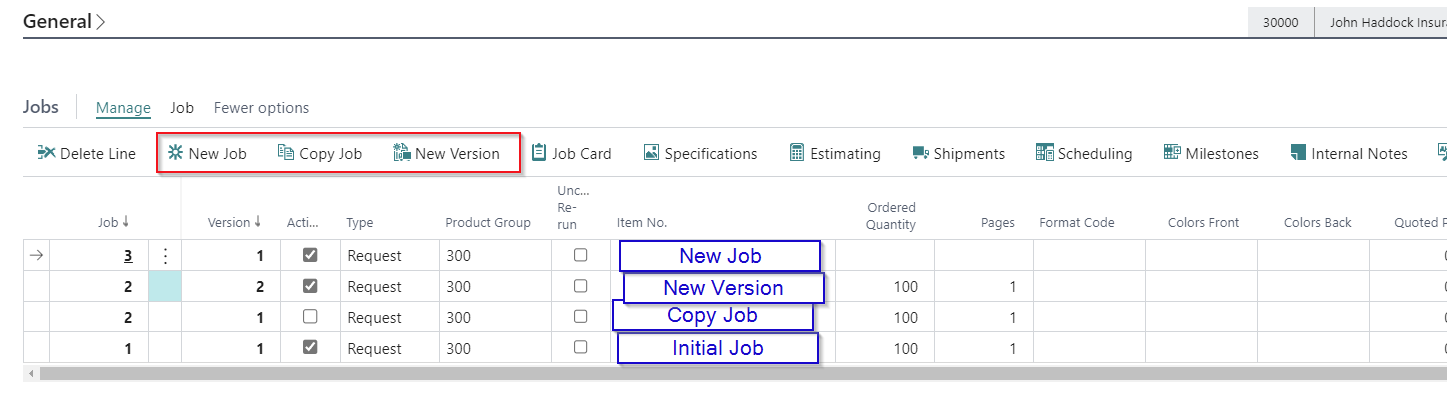 General
30000 John Haddock Insur
Jobs Manage Job Fewer options
Delete Line New Job Copy Job New Version Job Card Specifications Estimating Shipments Scheduling Milestones Internal Notes
Job ↓ Version ↓ Acti... Type Product Group Unc... Re-run Item No. Ordered Quantity Pages Format Code Colors Front Colors Back Quoted P
3 1 Request 300 New Job
2 2 Request 300 New Version 100 1
2 1 Request 300 Copy Job 100 1
1 1 Request 300 Initial Job 100 1